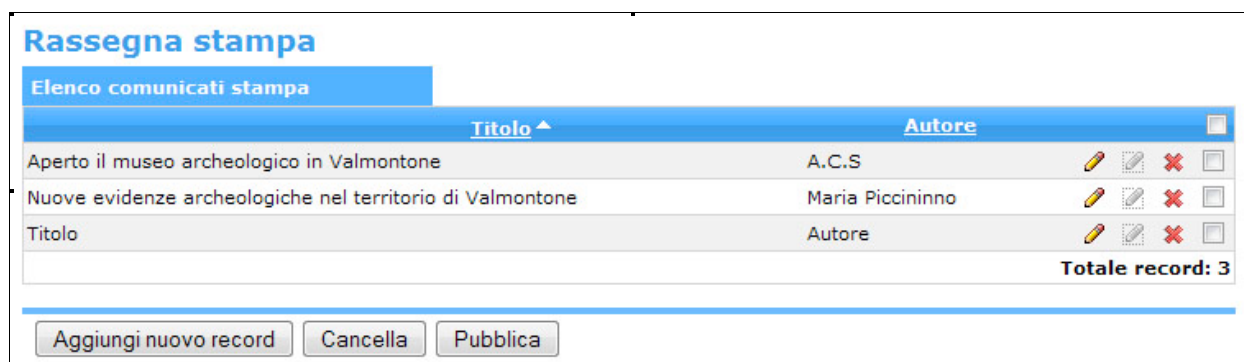 Rassegna stampa
Elenco comunicati stampa
Titolo Autore
Aperto il museo archeologico in Valmontone A.C.S
Nuove evidenze archeologiche nel territorio di Valmontone Maria Piccininno
Titolo Autore
Totale record: 3
Aggiungi nuovo record Cancella Pubblica